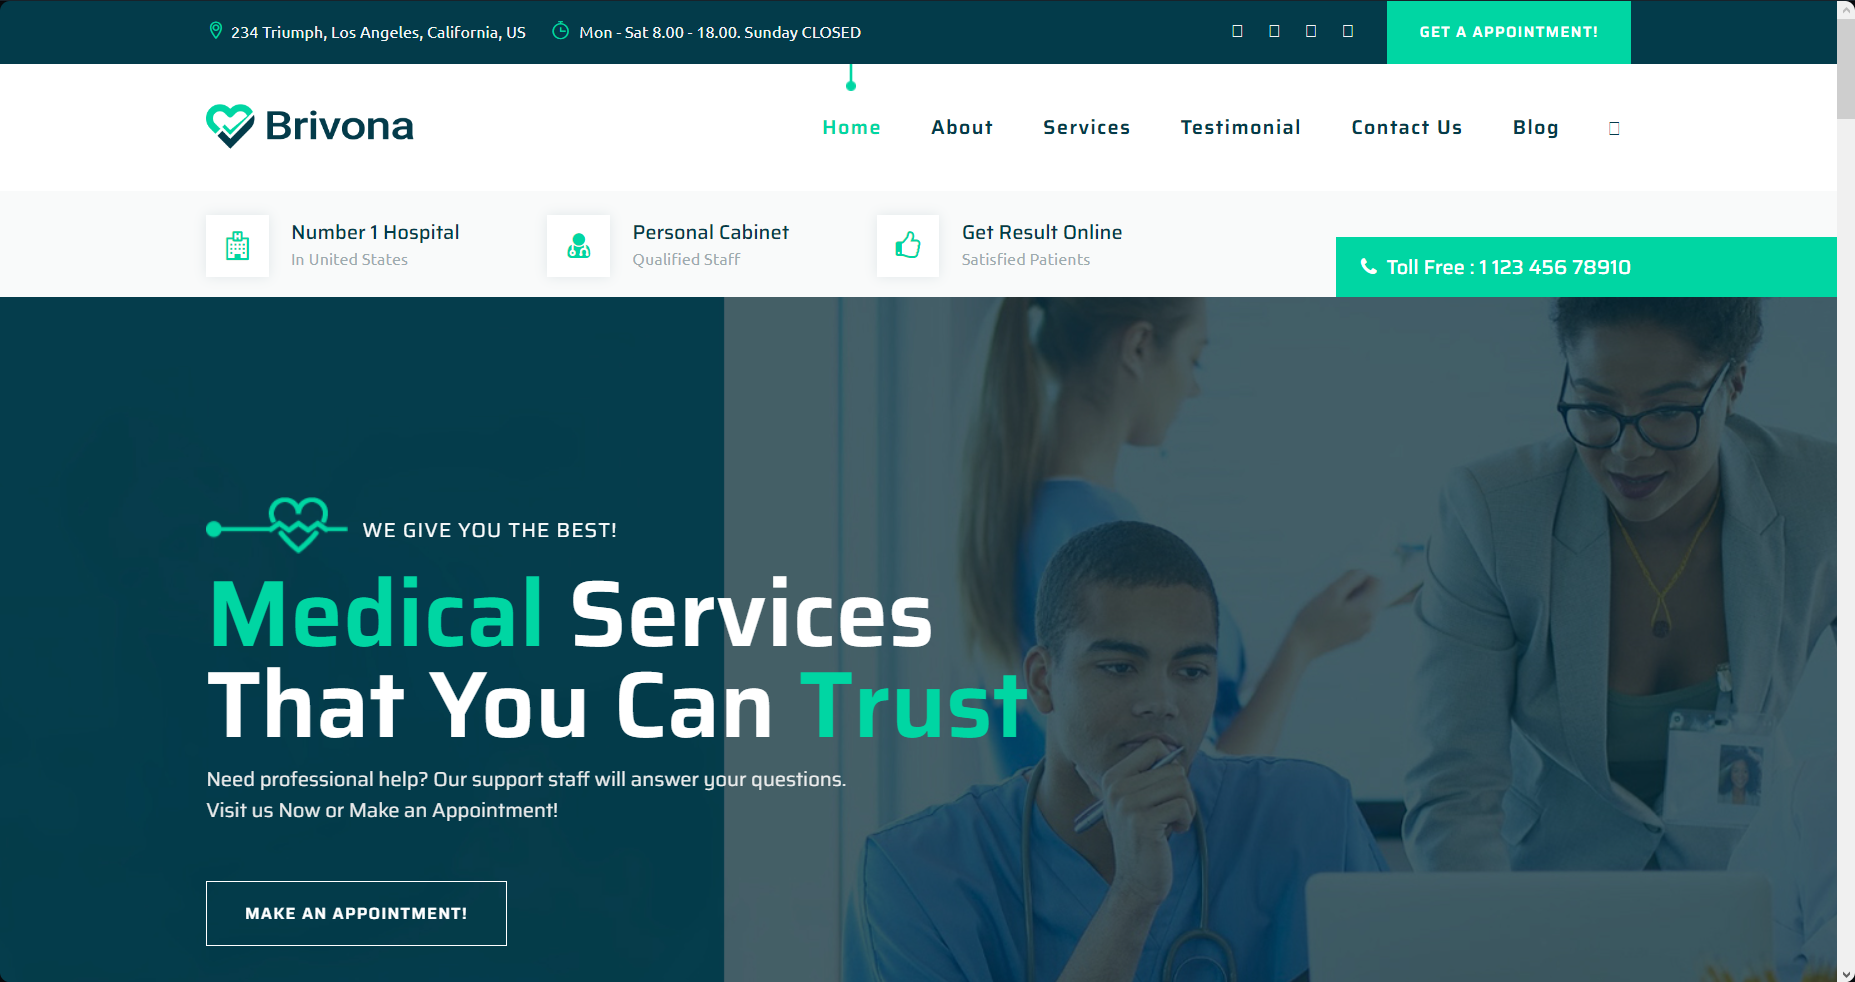 234 Triumph, Los Angeles, California, US
Mon - Sat 8.00 - 18.00. Sunday CLOSED
GET A APPOINTMENT!
Brivona
Home
About
Services
Testimonial
Contact Us
Blog
Number 1 Hospital
In United States
Personal Cabinet
Qualified Staff
Get Result Online
Satisfied Patients
Toll Free : 1 123 456 78910
WE GIVE YOU THE BEST!
Medical Services
That You Can Trust
Need professional help? Our support staff will answer your questions.
Visit us Now or Make an Appointment!
MAKE AN APPOINTMENT!